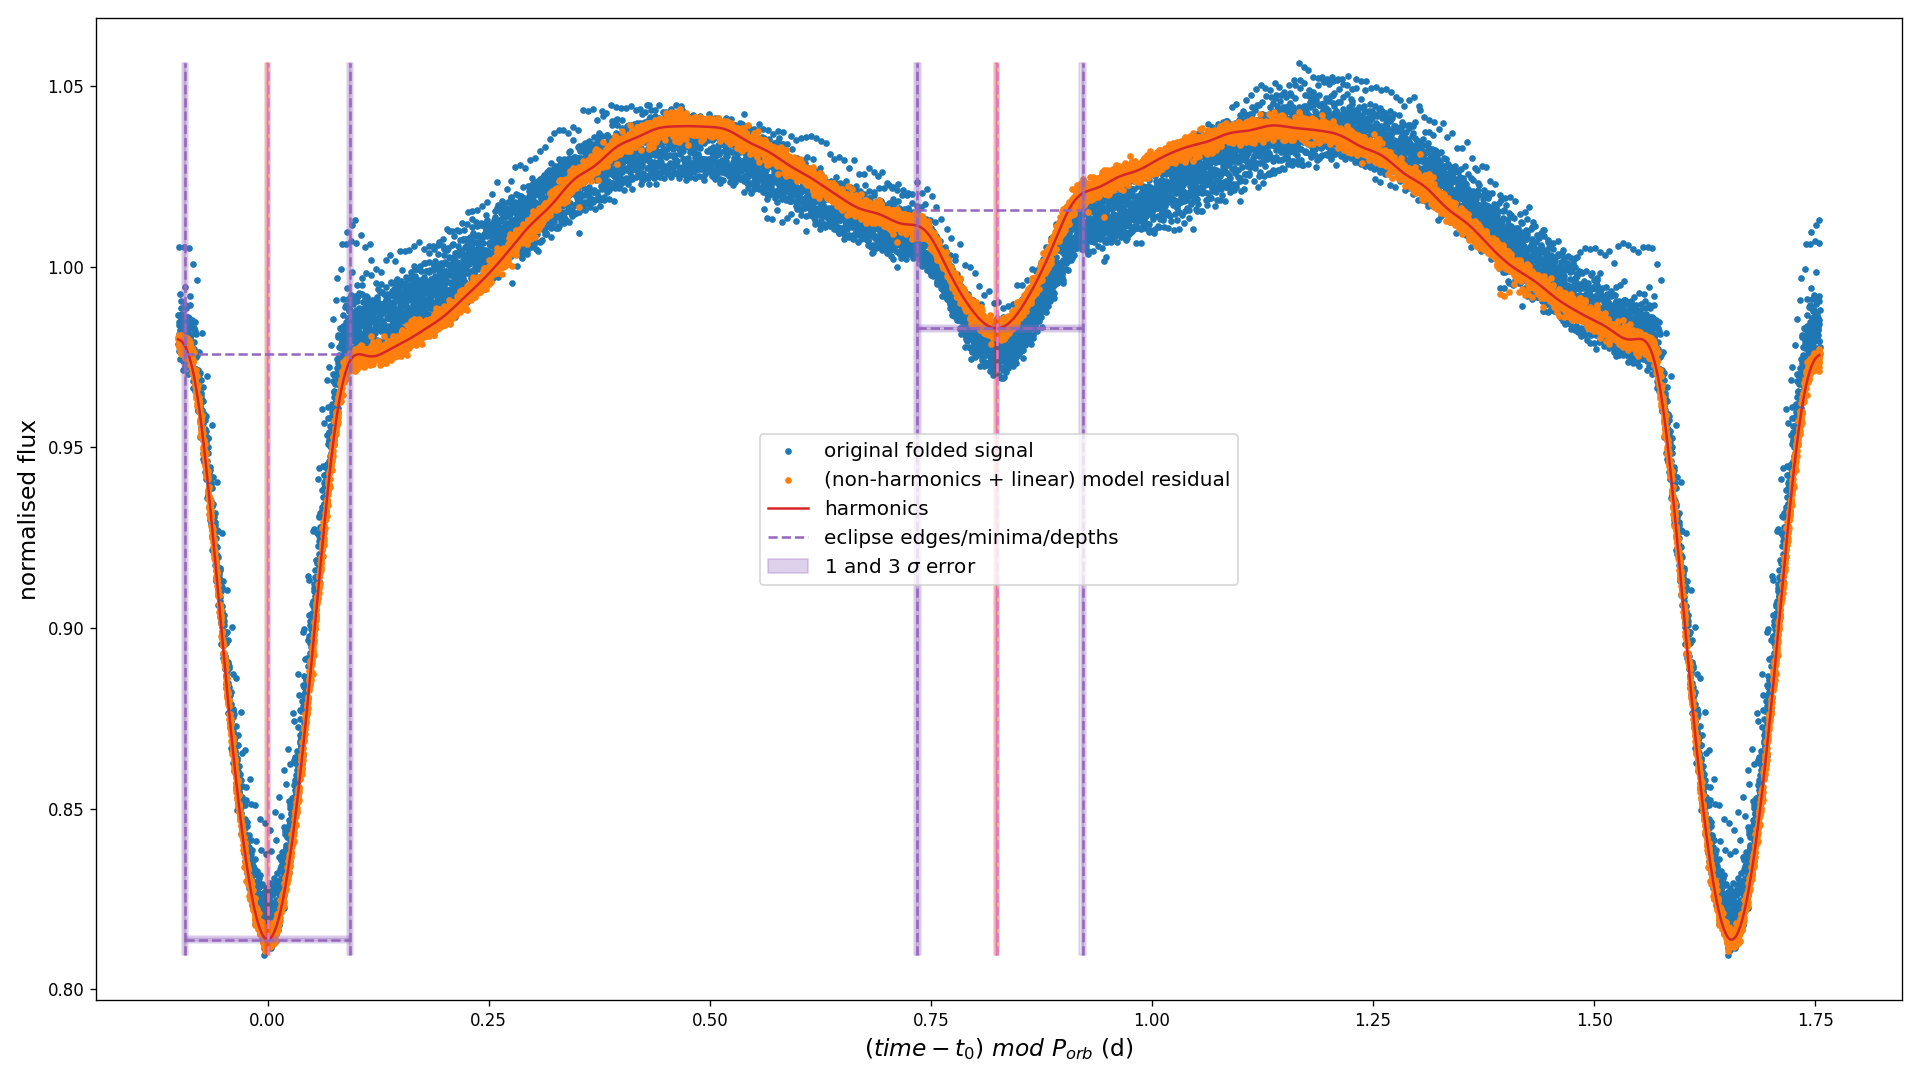 1.05
1.00
0.95
0.90
0.85
0.80
normalised flux
original folded signal
(non-harmonics + linear) model residual
harmonics
eclipse edges/minima/depths
1 and 3 σ error
0.00 0.25 0.50 0.75 1.00 1.25 1.50 1.75
(time − t₀) mod P_orb (d)